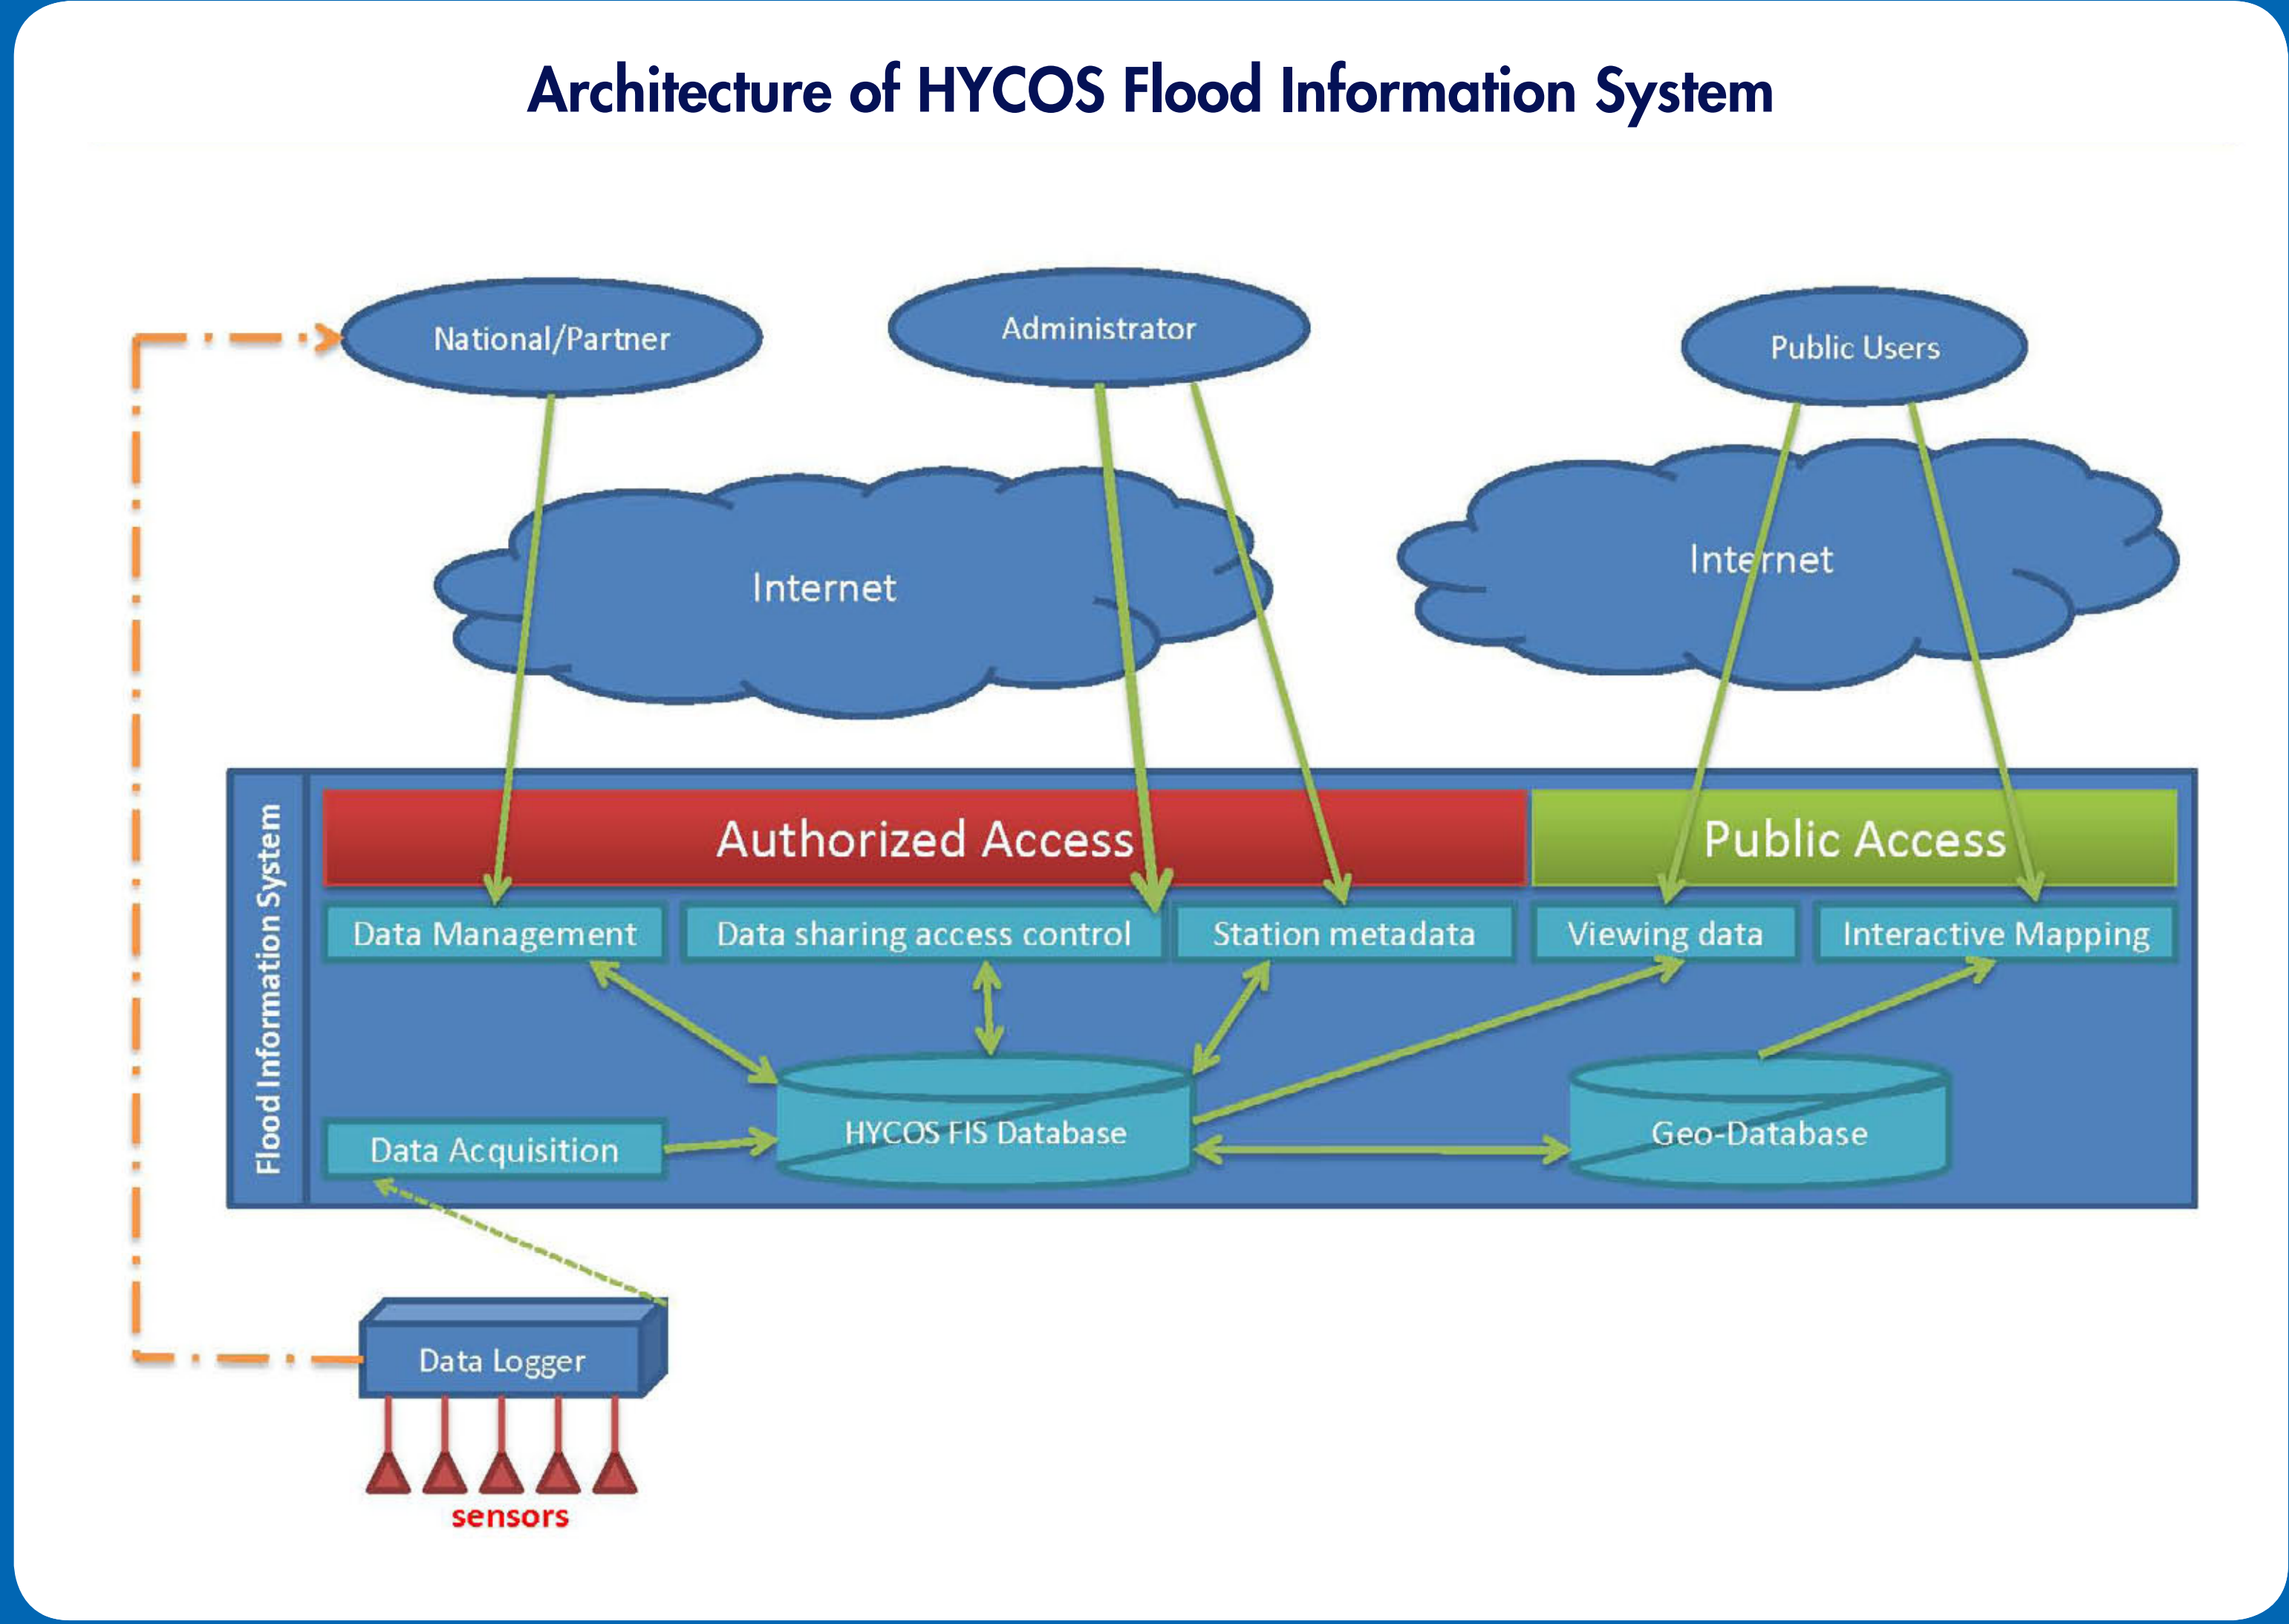 Architecture of HYCOS Flood Information System
National/Partner
Administrator
Public Users
Internet
Internet
Flood Information System
Authorized Access
Public Access
Data Management
Data sharing access control
Station metadata
Viewing data
Interactive Mapping
Data Acquisition
HYCOS FIS Database
Geo-Database
Data Logger
sensors